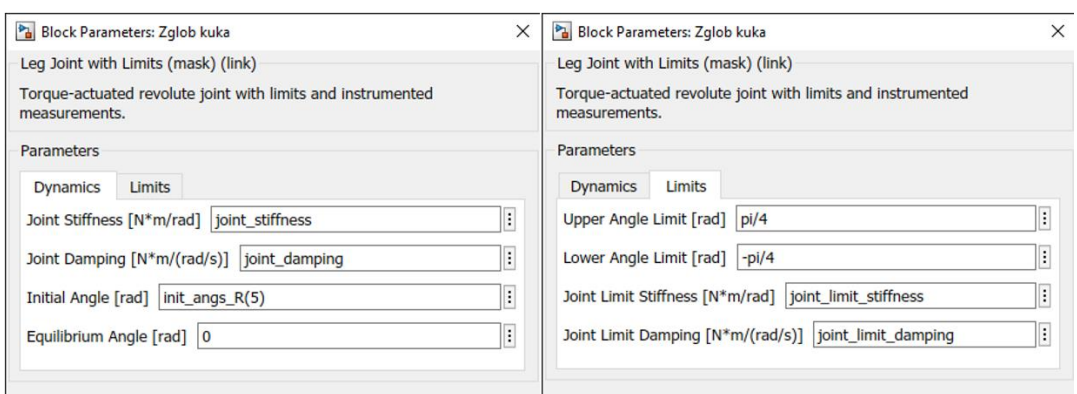 Block Parameters: Zglob kuka
Leg Joint with Limits (mask) (link)
Torque-actuated revolute joint with limits and instrumented
measurements.
Parameters
Dynamics Limits
Joint Stiffness [N*m/rad] joint_stiffness
Joint Damping [N*m/(rad/s)] joint_damping
Initial Angle [rad] init_angs_R(5)
Equilibrium Angle [rad] 0
Block Parameters: Zglob kuka
Leg Joint with Limits (mask) (link)
Torque-actuated revolute joint with limits and instrumented
measurements.
Parameters
Dynamics Limits
Upper Angle Limit [rad] pi/4
Lower Angle Limit [rad] -pi/4
Joint Limit Stiffness [N*m/rad] joint_limit_stiffness
Joint Limit Damping [N*m/(rad/s)] joint_limit_damping